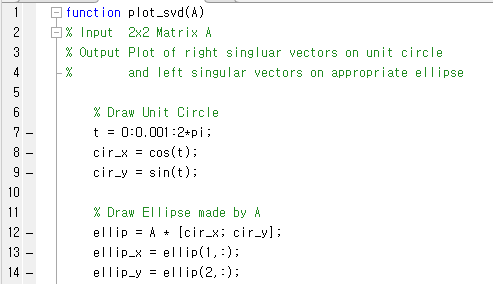 1 function plot_svd(A)
2 % Input 2x2 Matrix A
3 % Output Plot of right singluar vectors on unit circle
4 % and left singular vectors on appropriate ellipse
5
6 % Draw Unit Circle
7 – t = 0:0.001:2*pi;
8 – cir_x = cos(t);
9 – cir_y = sin(t);
10
11 % Draw Ellipse made by A
12 – ellip = A * [cir_x; cir_y];
13 – ellip_x = ellip(1,:);
14 – ellip_y = ellip(2,:);